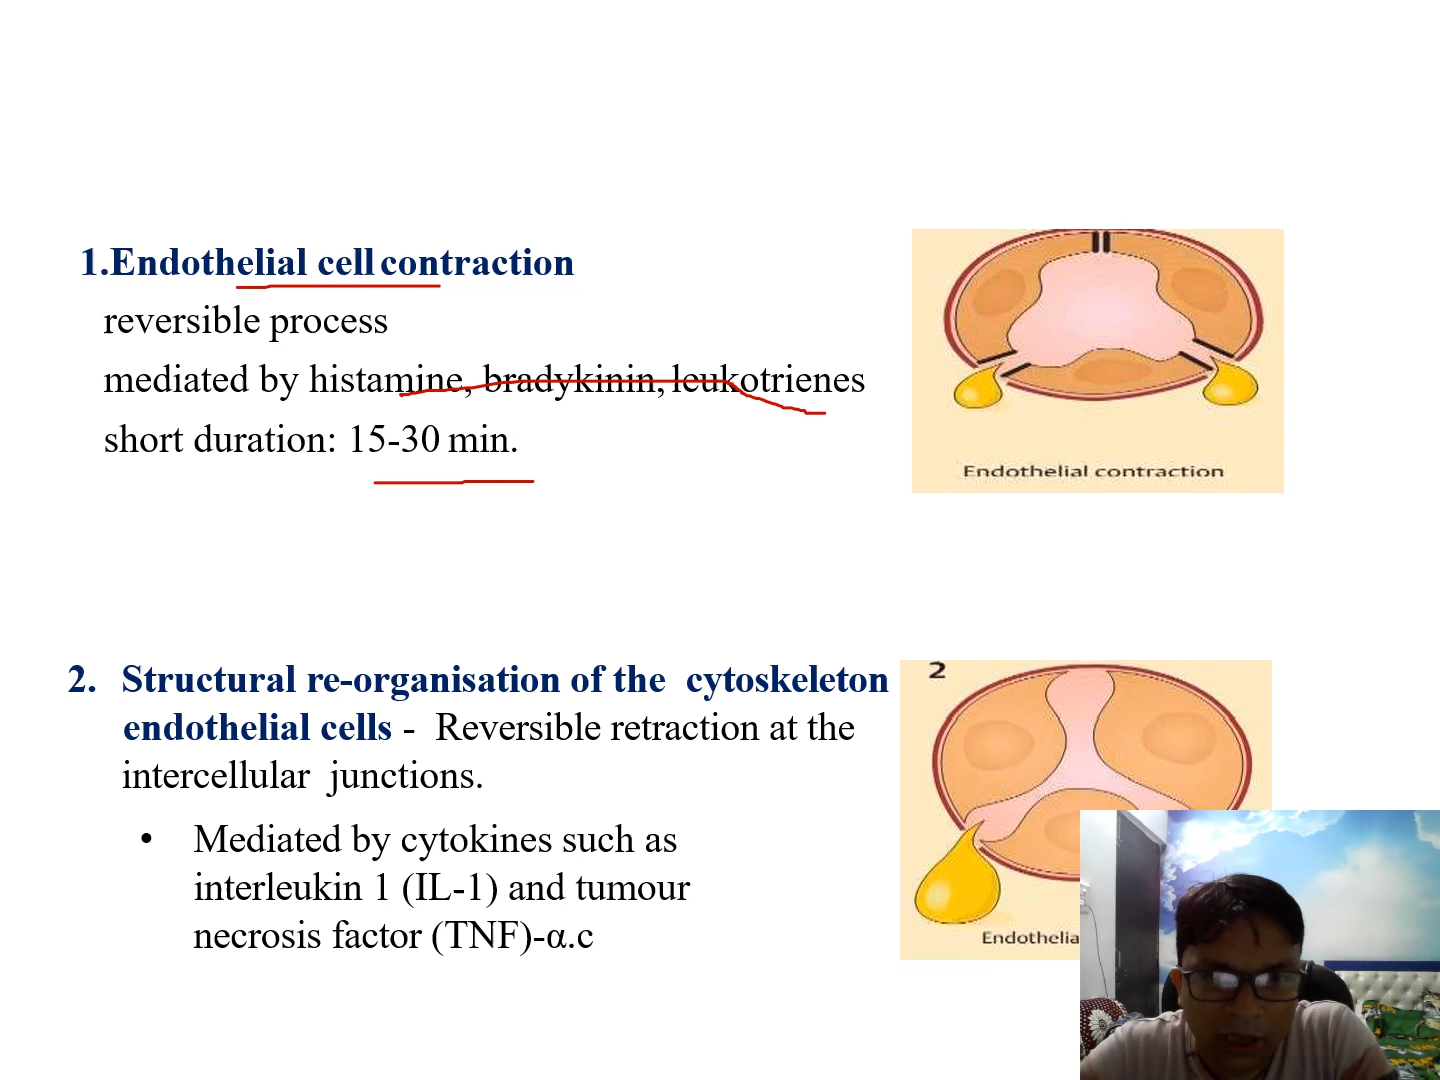 1.Endothelial cell contraction
reversible process
mediated by histamine, bradykinin, leukotrienes
short duration: 15-30 min.
Endothelial contraction
2. Structural re-organisation of the cytoskeleton
endothelial cells - Reversible retraction at the
intercellular junctions.
• Mediated by cytokines such as
interleukin 1 (IL-1) and tumour
necrosis factor (TNF)-α.c
2